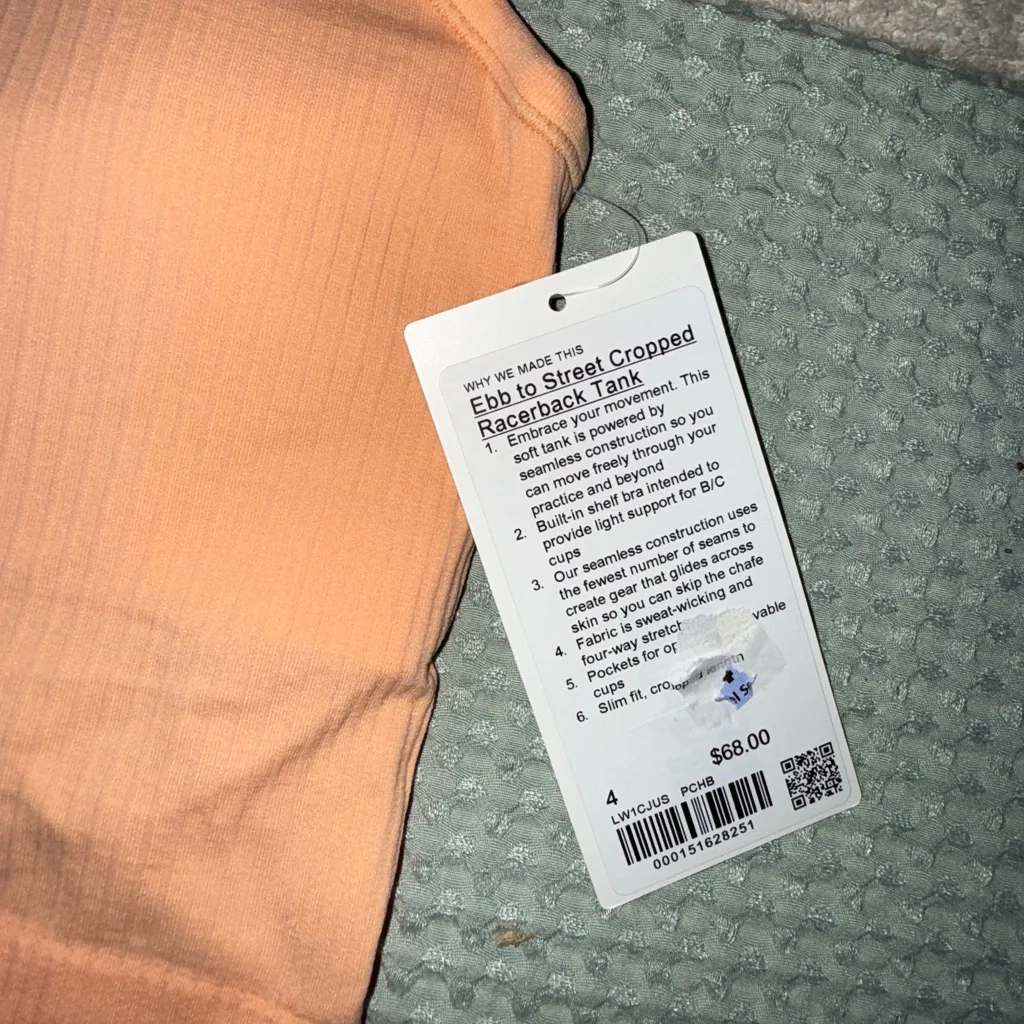 WHY WE MADE THIS
Ebb to Street Cropped
Racerback Tank
1. Embrace your movement. This
soft tank is powered by
seamless construction so you
can move freely through your
practice and beyond
2. Built-in shelf bra intended to
provide light support for B/C
cups
3. Our seamless construction uses
the fewest number of seams to
create gear that glides across
skin so you can skip the chafe
4. Fabric is sweat-wicking and
four-way stretch
5. Pockets for
cups
6. Slim fit, cropped length
$68.00
4
LW1CJUS PCHB
000151628251